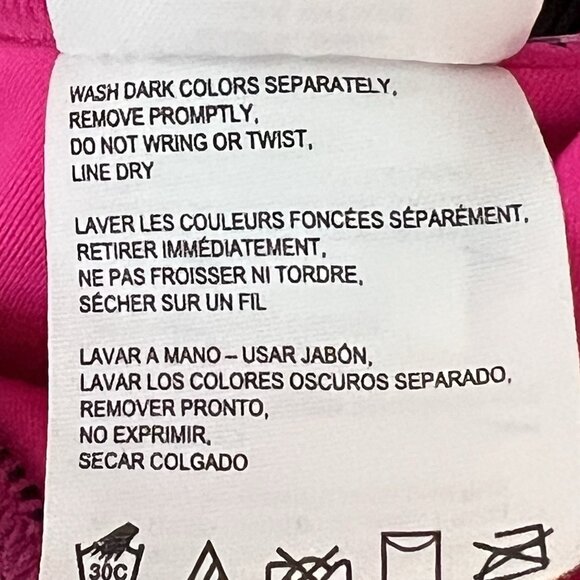 WASH DARK COLORS SEPARATELY,
REMOVE PROMPTLY,
DO NOT WRING OR TWIST,
LINE DRY
LAVER LES COULEURS FONCÉES SÉPARÉMENT,
RETIRER IMMÉDIATEMENT,
NE PAS FROISSER NI TORDRE,
SÉCHER SUR UN FIL
LAVAR A MANO – USAR JABÓN,
LAVAR LOS COLORES OSCUROS SEPARADO,
REMOVER PRONTO,
NO EXPRIMIR,
SECAR COLGADO
30C